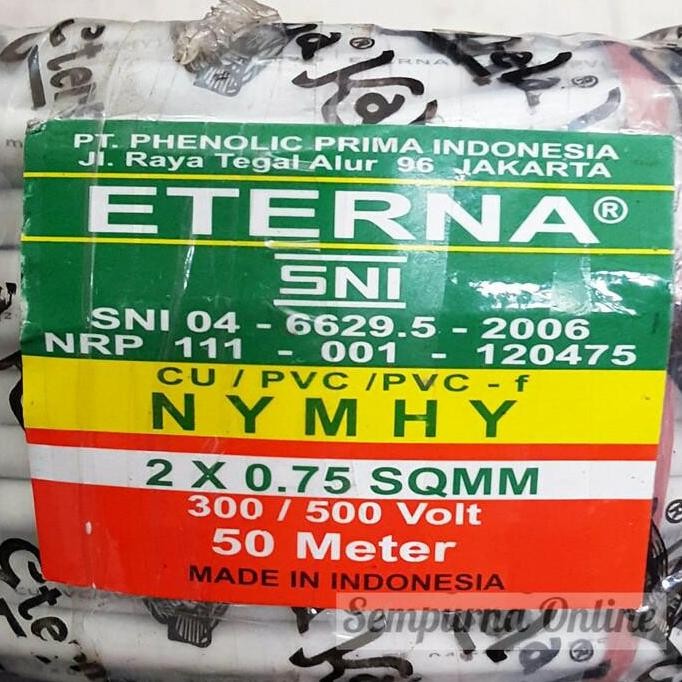 PT. PHENOLIC PRIMA INDONESIA
Jl. Raya Tegal Alur 96 JAKARTA
ETERNA®
SNI
SNI 04 - 6629.5 - 2006
NRP 111 - 001 - 120475
CU / PVC / PVC - f
NYMHY
2 X 0.75 SQMM
300 / 500 Volt
50 Meter
MADE IN INDONESIA
Sempurna Online